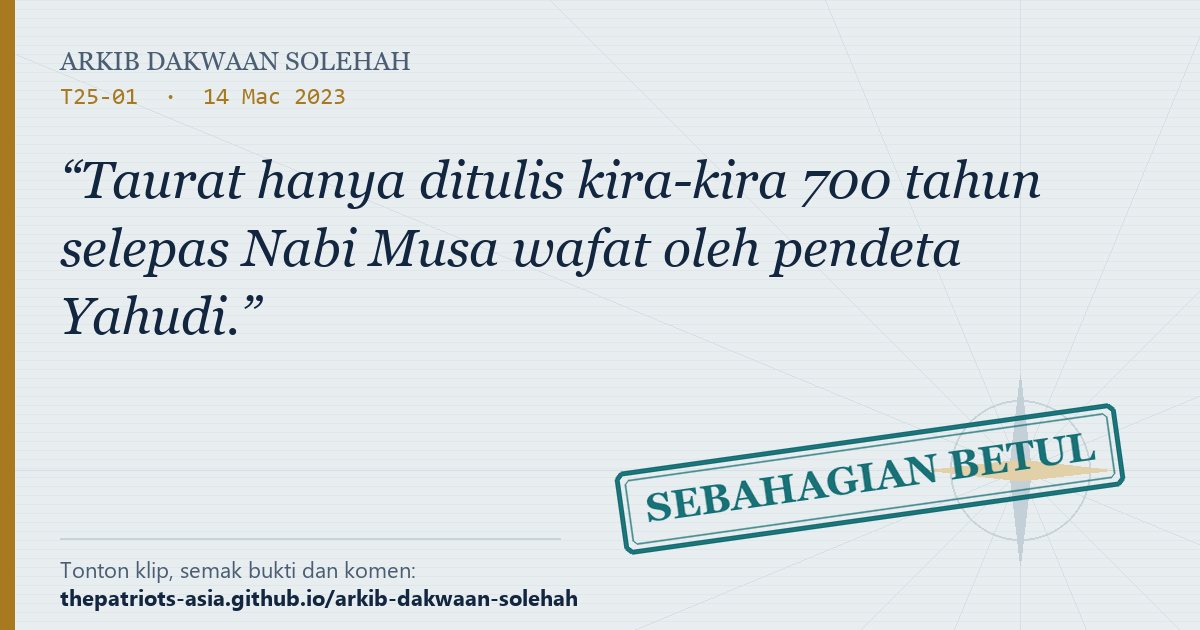 ARKIB DAKWAAN SOLEHAH
T25-01 · 14 Mac 2023
“Taurat hanya ditulis kira-kira 700 tahun
selepas Nabi Musa wafat oleh pendeta
Yahudi.”
SEBAHAGIAN BETUL
Tonton klip, semak bukti dan komen:
thepatriots-asia.github.io/arkib-dakwaan-solehah